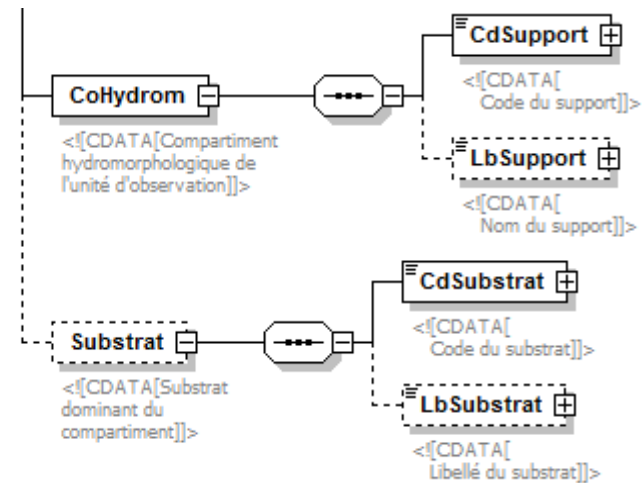 CdSupport
<![CDATA[
Code du support]]>
CoHydrom
<![CDATA[Compartiment
hydromorphologique de
l'unité d'observation]]>
LbSupport
<![CDATA[
Nom du support]]>
CdSubstrat
<![CDATA[
Code du substrat]]>
Substrat
<![CDATA[Substrat
dominant du
compartiment]]>
LbSubstrat
<![CDATA[
Libellé du substrat]]>